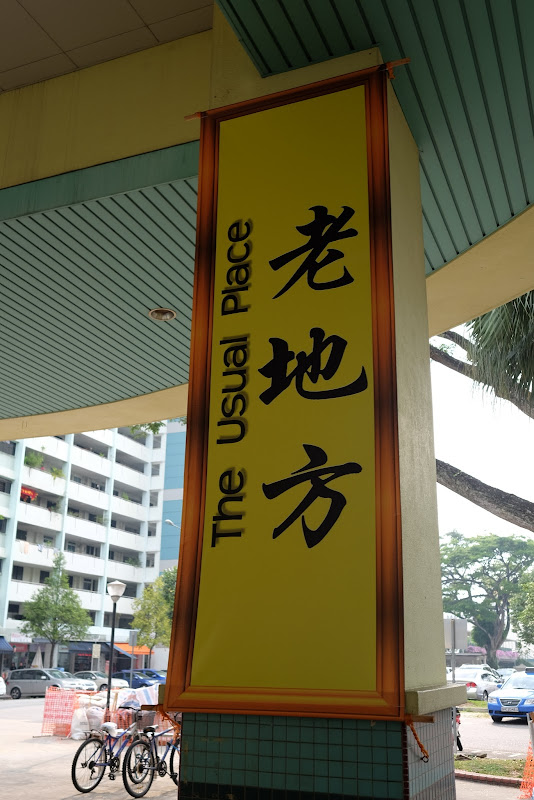 老地方
The Usual Place